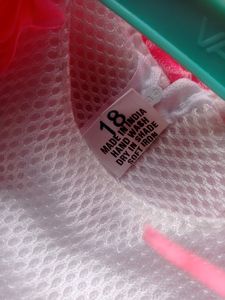 18
MADE IN INDIA
HAND WASH
DRY IN SHADE
SOFT IRON